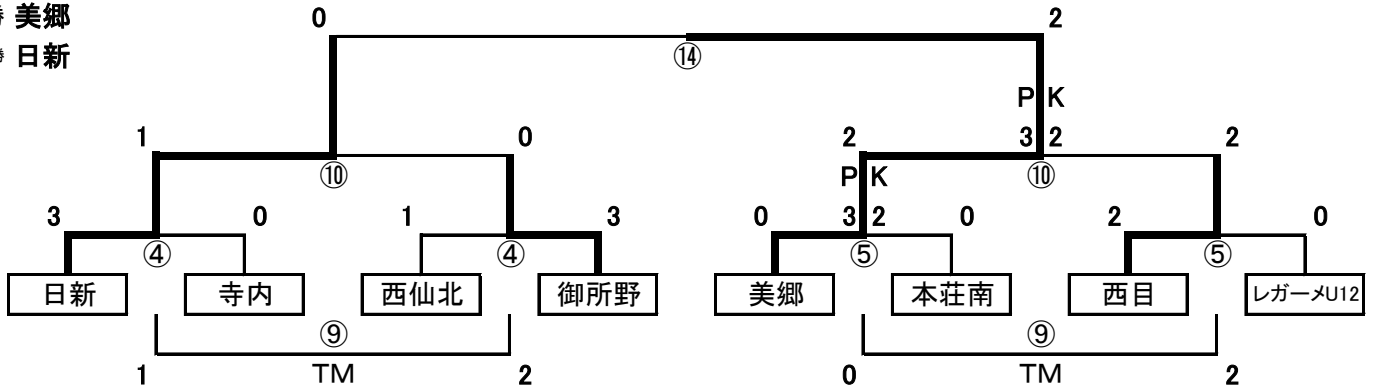 勝 美郷
0 2
勝 日新
⑭
P K
1 0 2 3 2 2
⑩ ⑩
P K
3 0 1 3 0 3 2 0 2 0
④ ④ ⑤ ⑤
日新 寺内 西仙北 御所野 美郷 本荘南 西目 レガーメU12
⑨ ⑨
1 TM 2 0 TM 2